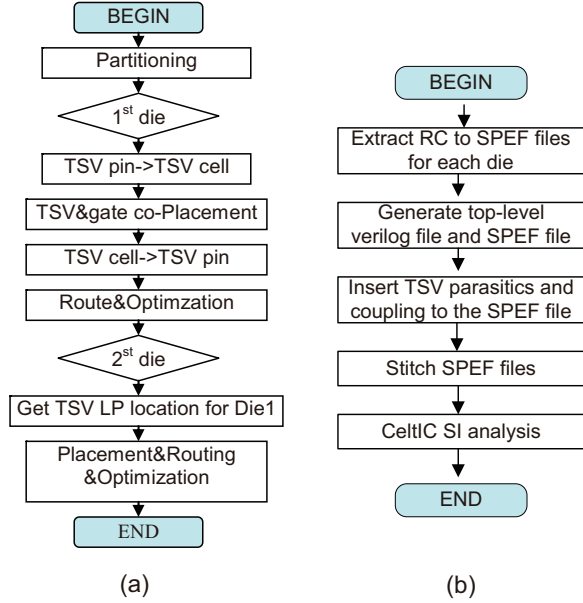 BEGIN
Partitioning
1st die
TSV pin->TSV cell
TSV&gate co-Placement
TSV cell->TSV pin
Route&Optimzation
2st die
Get TSV LP location for Die1
Placement&Routing
&Optimization
END
(a)
BEGIN
Extract RC to SPEF files
for each die
Generate top-level
verilog file and SPEF file
Insert TSV parasitics and
coupling to the SPEF file
Stitch SPEF files
CeltIC SI analysis
END
(b)